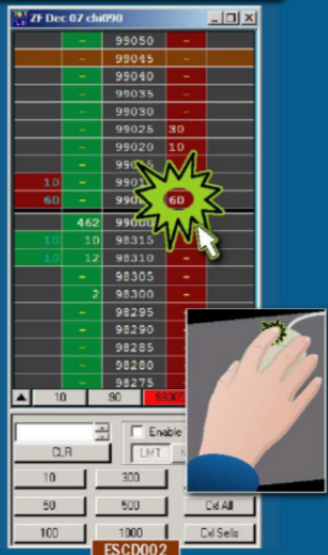 ZF Dec 07 chi090
- 99050 -
- 99045 -
- 99040 -
- 99035 -
- 99030 -
- 99025 30
- 99020 10
-
10 -
60 - 60
462 99000
10 10 98315 -
10 12 98310 -
- 98305 -
2 98300 -
- 98295
- 98290
- 98285
- 98280
- 98275
10 90
Enable
CLR LMT
10 300
50 500 Cxl All
100 1000 Cxl Sells
ESCD002